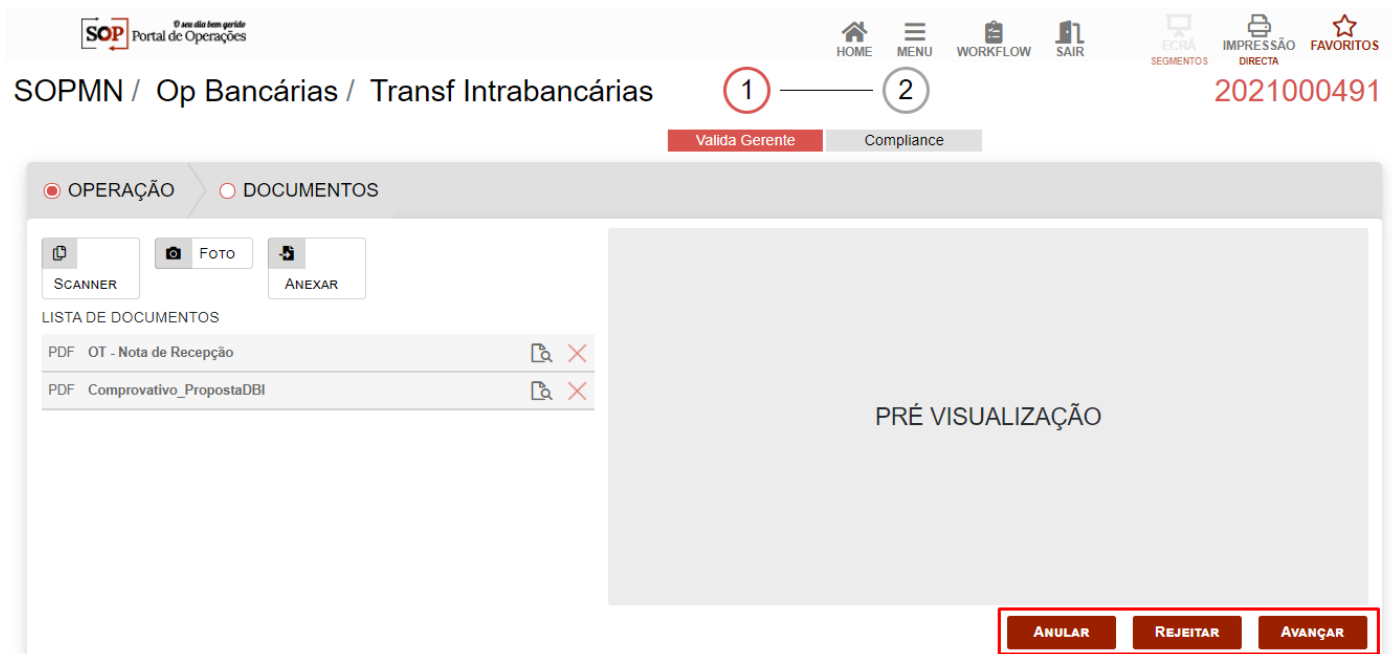 O seu dia bem gerido
SOP Portal de Operações
HOME MENU WORKFLOW SAIR ECRÃ SEGMENTOS IMPRESSÃO DIRECTA FAVORITOS
SOPMN / Op Bancárias / Transf Intrabancárias 1 2 2021000491
Valida Gerente Compliance
OPERAÇÃO DOCUMENTOS
SCANNER FOTO ANEXAR
LISTA DE DOCUMENTOS
PDF OT - Nota de Recepção
PDF Comprovativo_PropostaDBI
PRÉ VISUALIZAÇÃO
ANULAR REJEITAR AVANÇAR